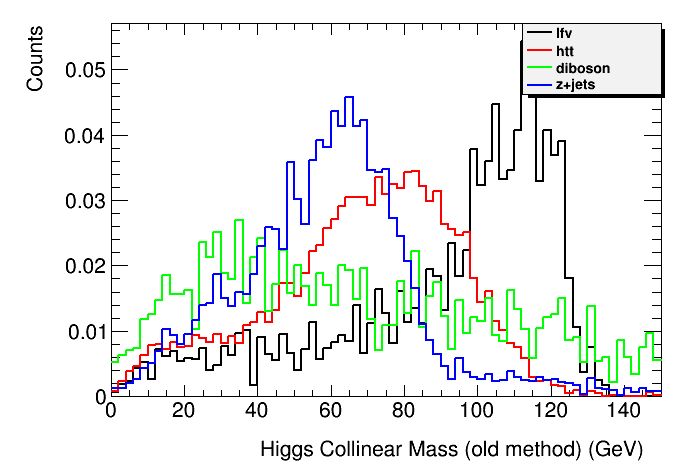 Counts
0.05
0.04
0.03
0.02
0.01
0
0 20 40 60 80 100 120 140
Higgs Collinear Mass (old method) (GeV)
lfv
htt
diboson
z+jets